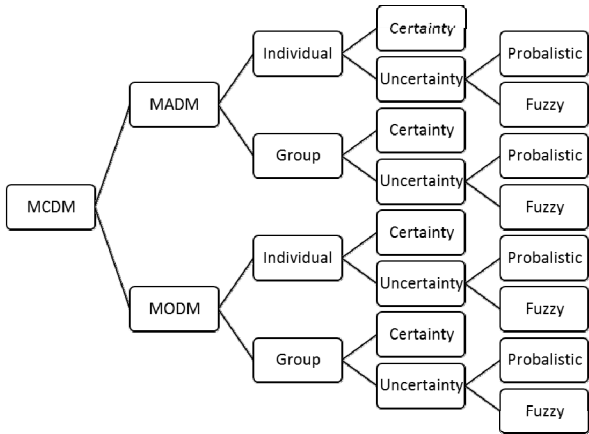 MCDM
MADM
Individual
Certainty
Uncertainty
Probalistic
Fuzzy
Group
Certainty
Uncertainty
Probalistic
Fuzzy
MODM
Individual
Certainty
Uncertainty
Probalistic
Fuzzy
Group
Certainty
Uncertainty
Probalistic
Fuzzy